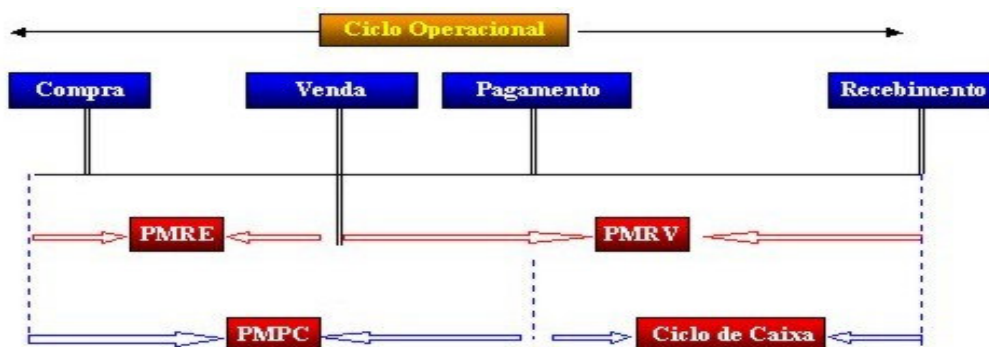 Ciclo Operacional
Compra Venda Pagamento Recebimento
PMRE PMRV
PMPC Ciclo de Caixa